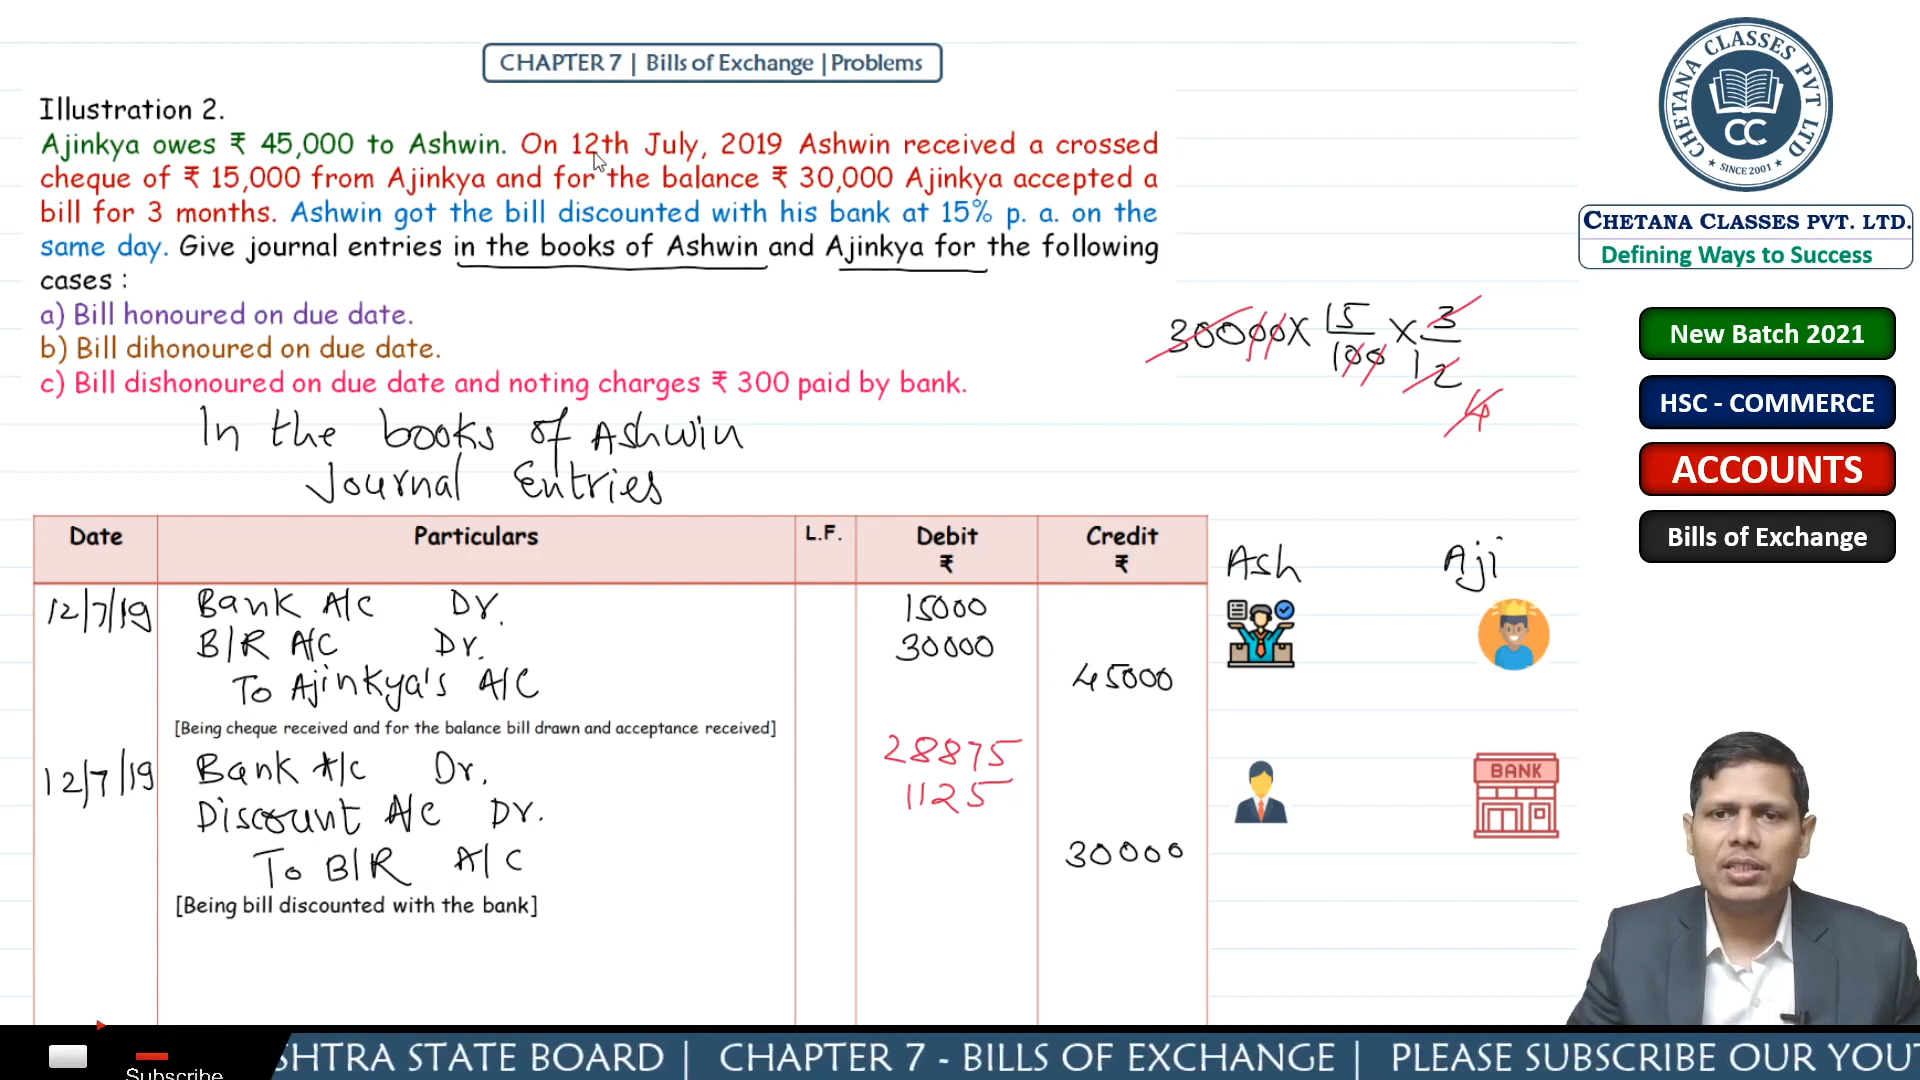 CHAPTER 7 | Bills of Exchange |Problems
Illustration 2.
Ajinkya owes ₹ 45,000 to Ashwin. On 12th July, 2019 Ashwin received a crossed
cheque of ₹ 15,000 from Ajinkya and for the balance ₹ 30,000 Ajinkya accepted a
bill for 3 months. Ashwin got the bill discounted with his bank at 15% p. a. on the
same day. Give journal entries in the books of Ashwin and Ajinkya for the following
cases :
a) Bill honoured on due date.
b) Bill dihonoured on due date.
c) Bill dishonoured on due date and noting charges ₹ 300 paid by bank.
30000 X 15/100 X 3/12
4
In the books of Ashwin
Journal Entries
Date Particulars L.F. Debit ₹ Credit ₹
12/7/19 Bank A/C Dr. 15000
B/R A/C Dr. 30000
To Ajinkya's A/C 45000
[Being cheque received and for the balance bill drawn and acceptance received]
12/7/19 Bank A/c Dr. 28875
Discount A/C Dr. 1125
To B/R A/C 30000
[Being bill discounted with the bank]
Ash Aji
BANK
CHETANA CLASSES PVT LTD
CC
SINCE 2001
CHETANA CLASSES PVT. LTD.
Defining Ways to Success
New Batch 2021
HSC - COMMERCE
ACCOUNTS
Bills of Exchange
Subscribe
SHTRA STATE BOARD | CHAPTER 7 - BILLS OF EXCHANGE | PLEASE SUBSCRIBE OUR YOUT